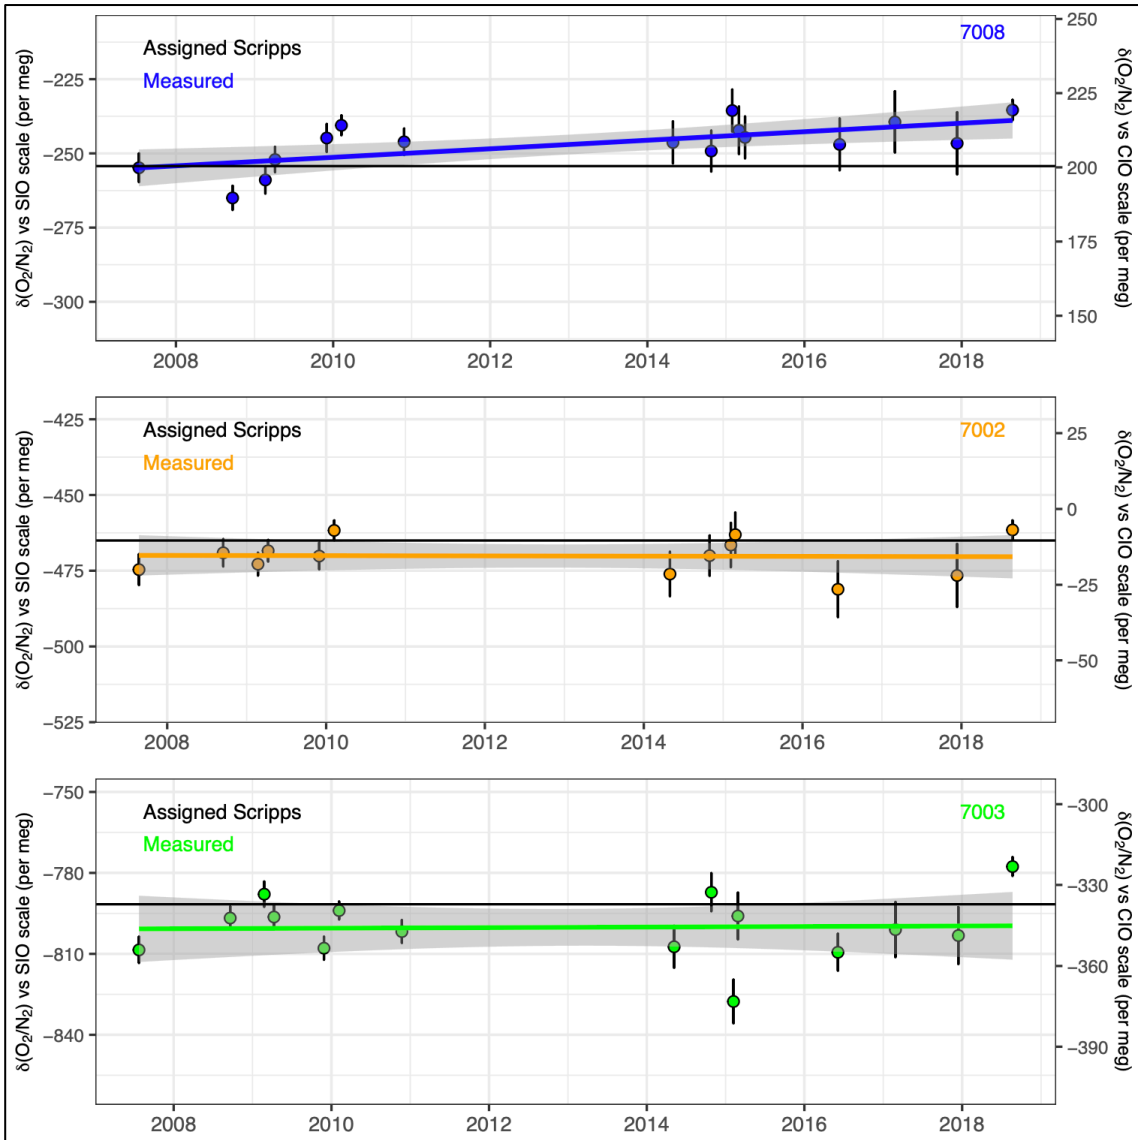 δ(O₂/N₂) vs SIO scale (per meg)
Assigned Scripps
Measured
7008
−225
−250
−275
−300
250
225
200
175
150
δ(O₂/N₂) vs CIO scale (per meg)
2008 2010 2012 2014 2016 2018
δ(O₂/N₂) vs SIO scale (per meg)
Assigned Scripps
Measured
7002
−425
−450
−475
−500
−525
25
0
−25
−50
δ(O₂/N₂) vs CIO scale (per meg)
2008 2010 2012 2014 2016 2018
δ(O₂/N₂) vs SIO scale (per meg)
Assigned Scripps
Measured
7003
−750
−780
−810
−840
−300
−330
−360
−390
δ(O₂/N₂) vs CIO scale (per meg)
2008 2010 2012 2014 2016 2018